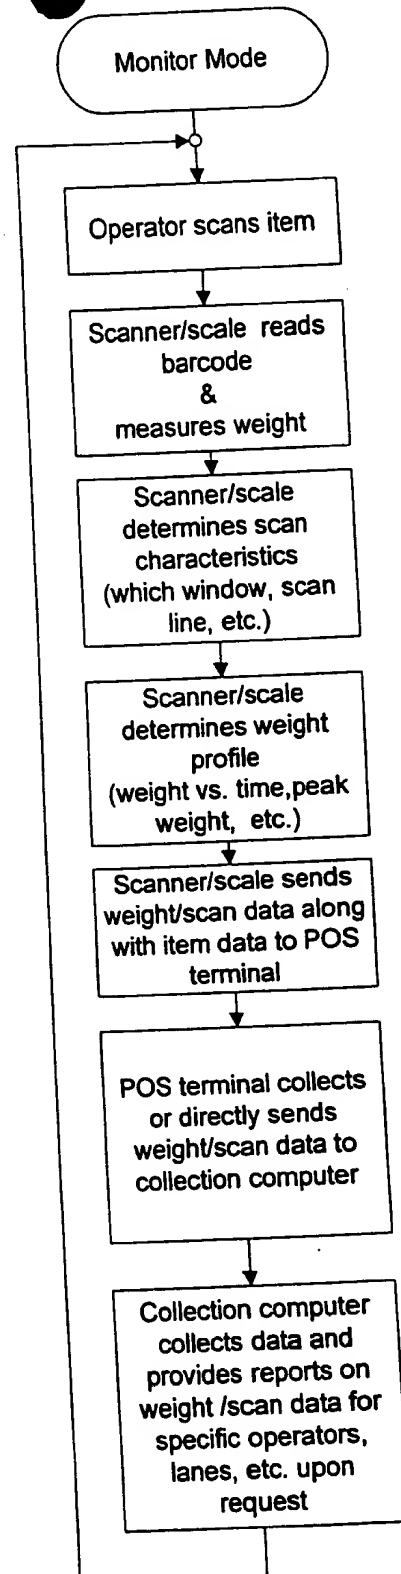 Monitor Mode
Operator scans item
Scanner/scale reads
barcode
&
measures weight
Scanner/scale
determines scan
characteristics
(which window, scan
line, etc.)
Scanner/scale
determines weight
profile
(weight vs. time,peak
weight, etc.)
Scanner/scale sends
weight/scan data along
with item data to POS
terminal
POS terminal collects
or directly sends
weight/scan data to
collection computer
Collection computer
collects data and
provides reports on
weight /scan data for
specific operators,
lanes, etc. upon
request